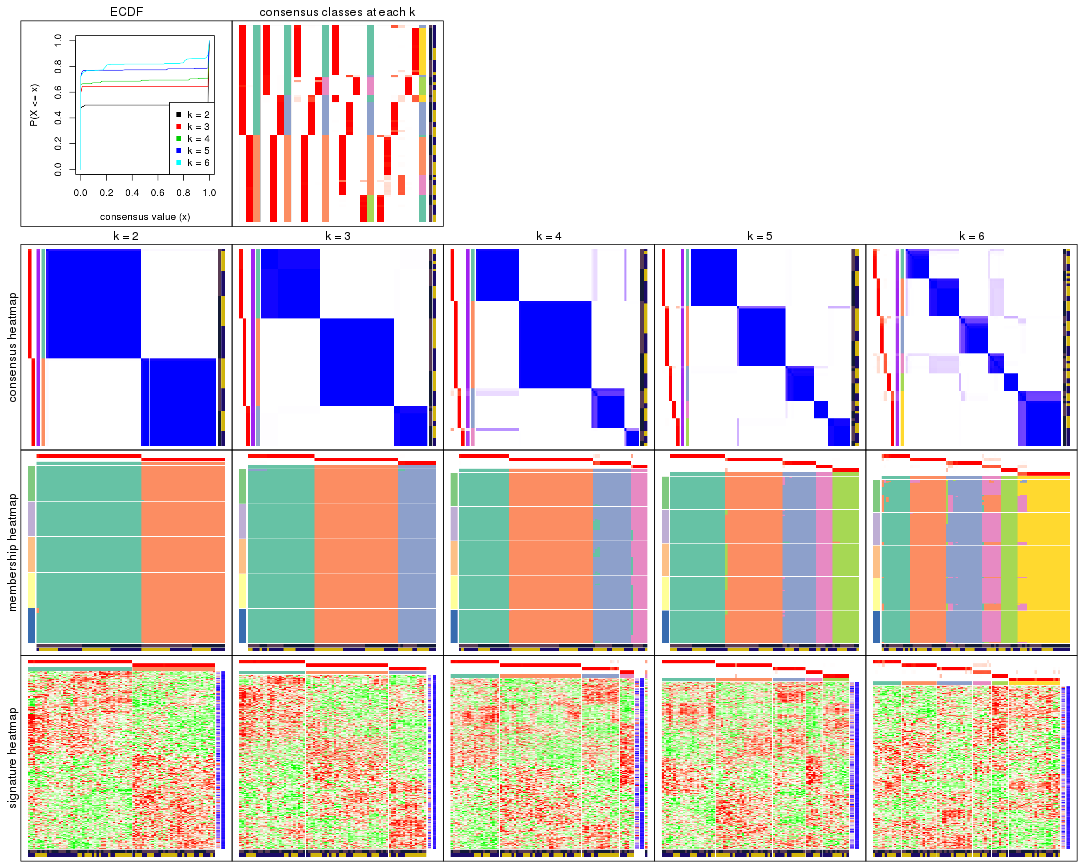 ECDF
consensus classes at each k
P(X <= x)
0.0 0.2 0.4 0.6 0.8 1.0
k = 2
k = 3
k = 4
k = 5
k = 6
0.0 0.2 0.4 0.6 0.8 1.0
consensus value (x)
k = 2 k = 3 k = 4 k = 5 k = 6
consensus heatmap
membership heatmap
signature heatmap